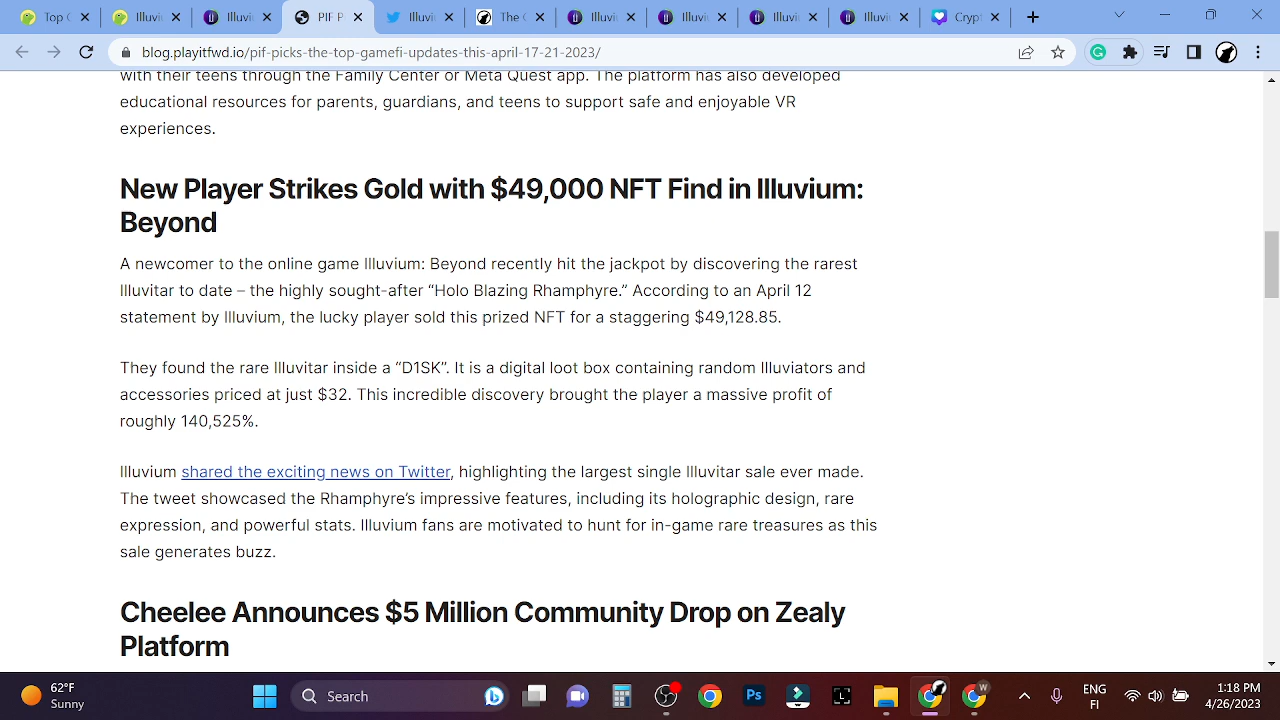 Top C
Illuvi
Illuvi
PIF P
Illuvi
The C
Illuvi
Illuvi
Illuvi
Illuvi
Crypt
blog.playitfwd.io/pif-picks-the-top-gamefi-updates-this-april-17-21-2023/
with their teens through the Family Center or Meta Quest app. The platform has also developed
educational resources for parents, guardians, and teens to support safe and enjoyable VR
experiences.
New Player Strikes Gold with $49,000 NFT Find in Illuvium:
Beyond
A newcomer to the online game Illuvium: Beyond recently hit the jackpot by discovering the rarest
Illuvitar to date – the highly sought-after “Holo Blazing Rhamphyre.” According to an April 12
statement by Illuvium, the lucky player sold this prized NFT for a staggering $49,128.85.
They found the rare Illuvitar inside a “D1SK”. It is a digital loot box containing random Illuviators and
accessories priced at just $32. This incredible discovery brought the player a massive profit of
roughly 140,525%.
Illuvium shared the exciting news on Twitter, highlighting the largest single Illuvitar sale ever made.
The tweet showcased the Rhamphyre’s impressive features, including its holographic design, rare
expression, and powerful stats. Illuvium fans are motivated to hunt for in-game rare treasures as this
sale generates buzz.
Cheelee Announces $5 Million Community Drop on Zealy
Platform
62°F
Sunny
Search
Ps
L
W
ENG
FI
1:18 PM
4/26/2023